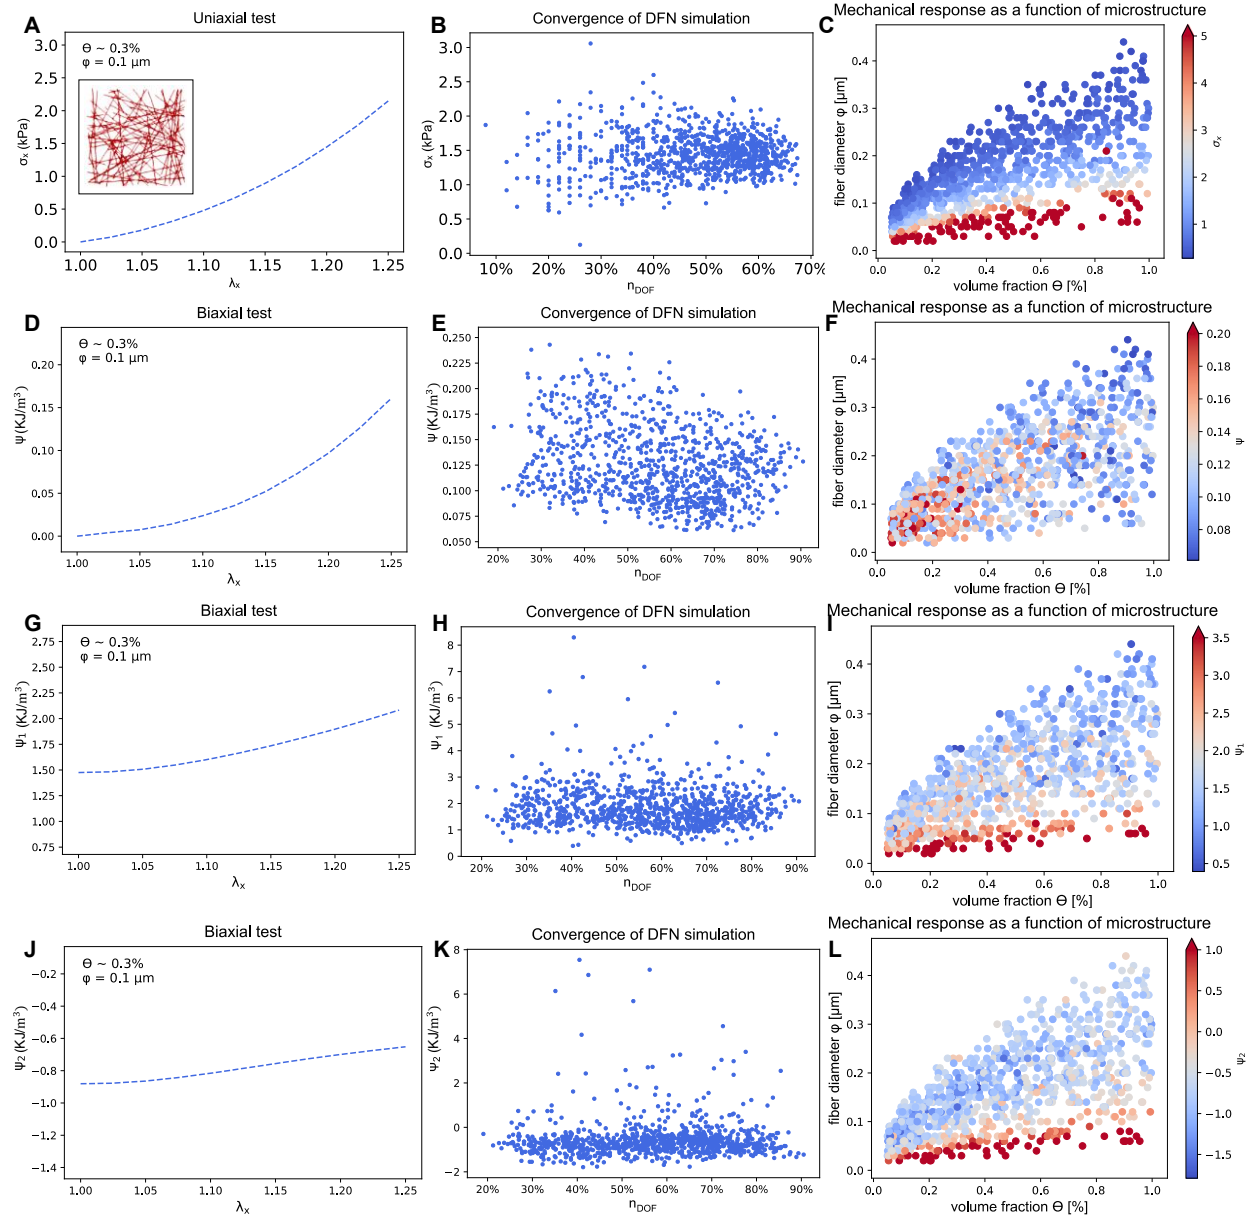 A
Uniaxial test
ϴ ~ 0.3%
φ = 0.1 µm
σx (kPa)
3.0
2.5
2.0
1.5
1.0
0.5
0.0
1.00 1.05 1.10 1.15 1.20 1.25
λx
B
Convergence of DFN simulation
σx (kPa)
3.0
2.5
2.0
1.5
1.0
0.5
0.0
10% 20% 30% 40% 50% 60% 70%
nDOF
C
Mechanical response as a function of microstructure
fiber diameter φ [µm]
0.4
0.3
0.2
0.1
0.0
0.0 0.2 0.4 0.6 0.8 1.0
volume fraction ϴ [%]
5
4
3
2
1
σx
D
Biaxial test
ϴ ~ 0.3%
φ = 0.1 µm
Ψ (KJ/m³)
0.20
0.15
0.10
0.05
0.00
1.00 1.05 1.10 1.15 1.20 1.25
λx
E
Convergence of DFN simulation
Ψ (KJ/m³)
0.250
0.225
0.200
0.175
0.150
0.125
0.100
0.075
0.050
20% 30% 40% 50% 60% 70% 80% 90%
nDOF
F
Mechanical response as a function of microstructure
fiber diameter φ [µm]
0.4
0.3
0.2
0.1
0.0
0.0 0.2 0.4 0.6 0.8 1.0
volume fraction ϴ [%]
0.20
0.18
0.16
0.14
0.12
0.10
0.08
Ψ
G
Biaxial test
ϴ ~ 0.3%
φ = 0.1 µm
Ψ1 (KJ/m³)
2.75
2.50
2.25
2.00
1.75
1.50
1.25
1.00
0.75
1.00 1.05 1.10 1.15 1.20 1.25
λx
H
Convergence of DFN simulation
Ψ1 (KJ/m³)
8
7
6
5
4
3
2
1
0
20% 30% 40% 50% 60% 70% 80% 90%
nDOF
I
Mechanical response as a function of microstructure
fiber diameter φ [µm]
0.4
0.3
0.2
0.1
0.0
0.0 0.2 0.4 0.6 0.8 1.0
volume fraction ϴ [%]
3.5
3.0
2.5
2.0
1.5
1.0
0.5
Ψ1
J
Biaxial test
ϴ ~ 0.3%
φ = 0.1 µm
Ψ2 (KJ/m³)
−0.2
−0.4
−0.6
−0.8
−1.0
−1.2
−1.4
1.00 1.05 1.10 1.15 1.20 1.25
λx
K
Convergence of DFN simulation
Ψ2 (KJ/m³)
8
6
4
2
0
−2
20% 30% 40% 50% 60% 70% 80% 90%
nDOF
L
Mechanical response as a function of microstructure
fiber diameter φ [µm]
0.4
0.3
0.2
0.1
0.0
0.0 0.2 0.4 0.6 0.8 1.0
volume fraction ϴ [%]
1.0
0.5
0.0
−0.5
−1.0
−1.5
Ψ2